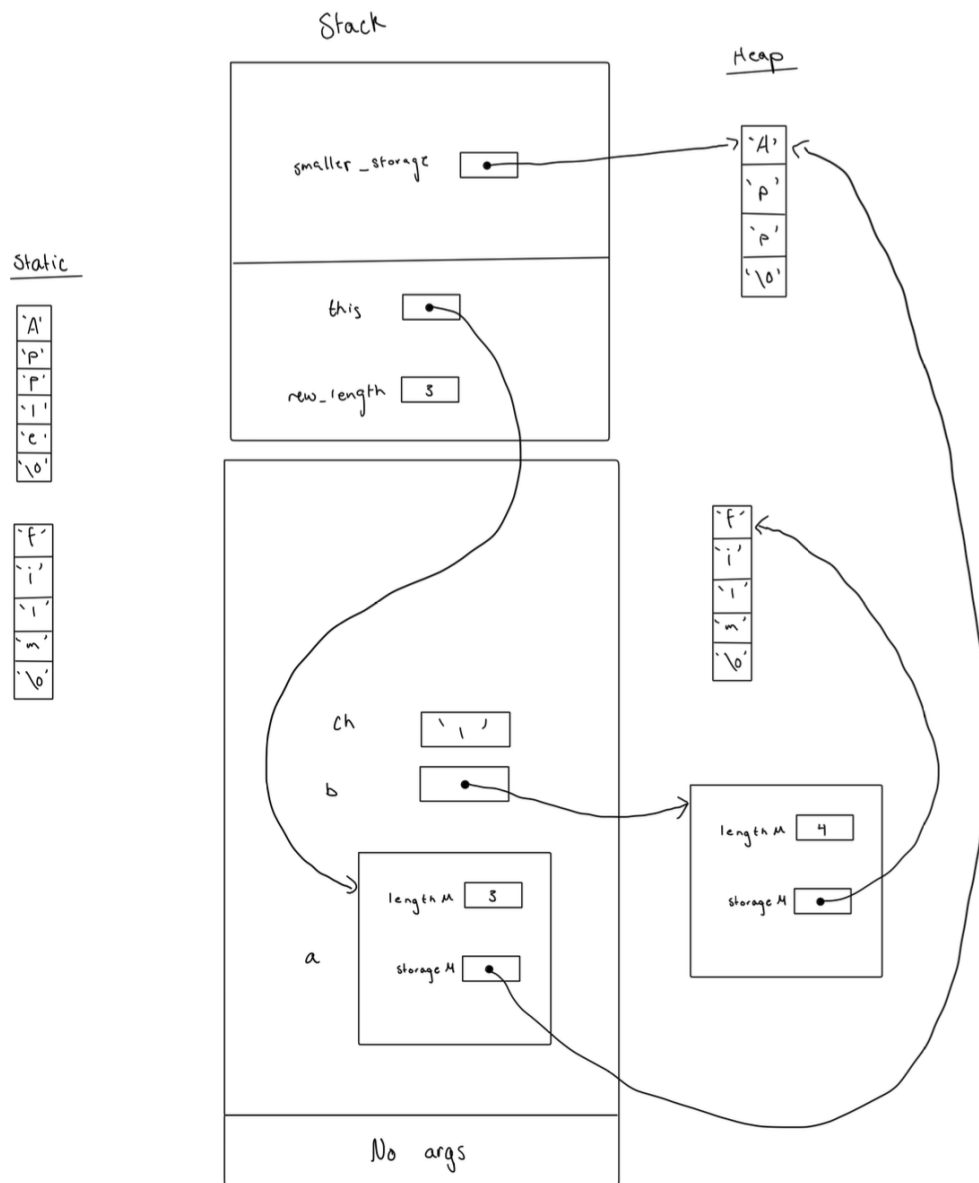 Stack
Heap
smaller_storage
'A'
'p'
'p'
'\0'
Static
'A'
'p'
'p'
'l'
'e'
'\0'
this
new_length 3
'f'
'i'
'l'
'm'
'\0'
'f'
'i'
'l'
'm'
'\0'
ch 'l'
b
lengthM 4
storageM
a
lengthM 3
storageM
No args